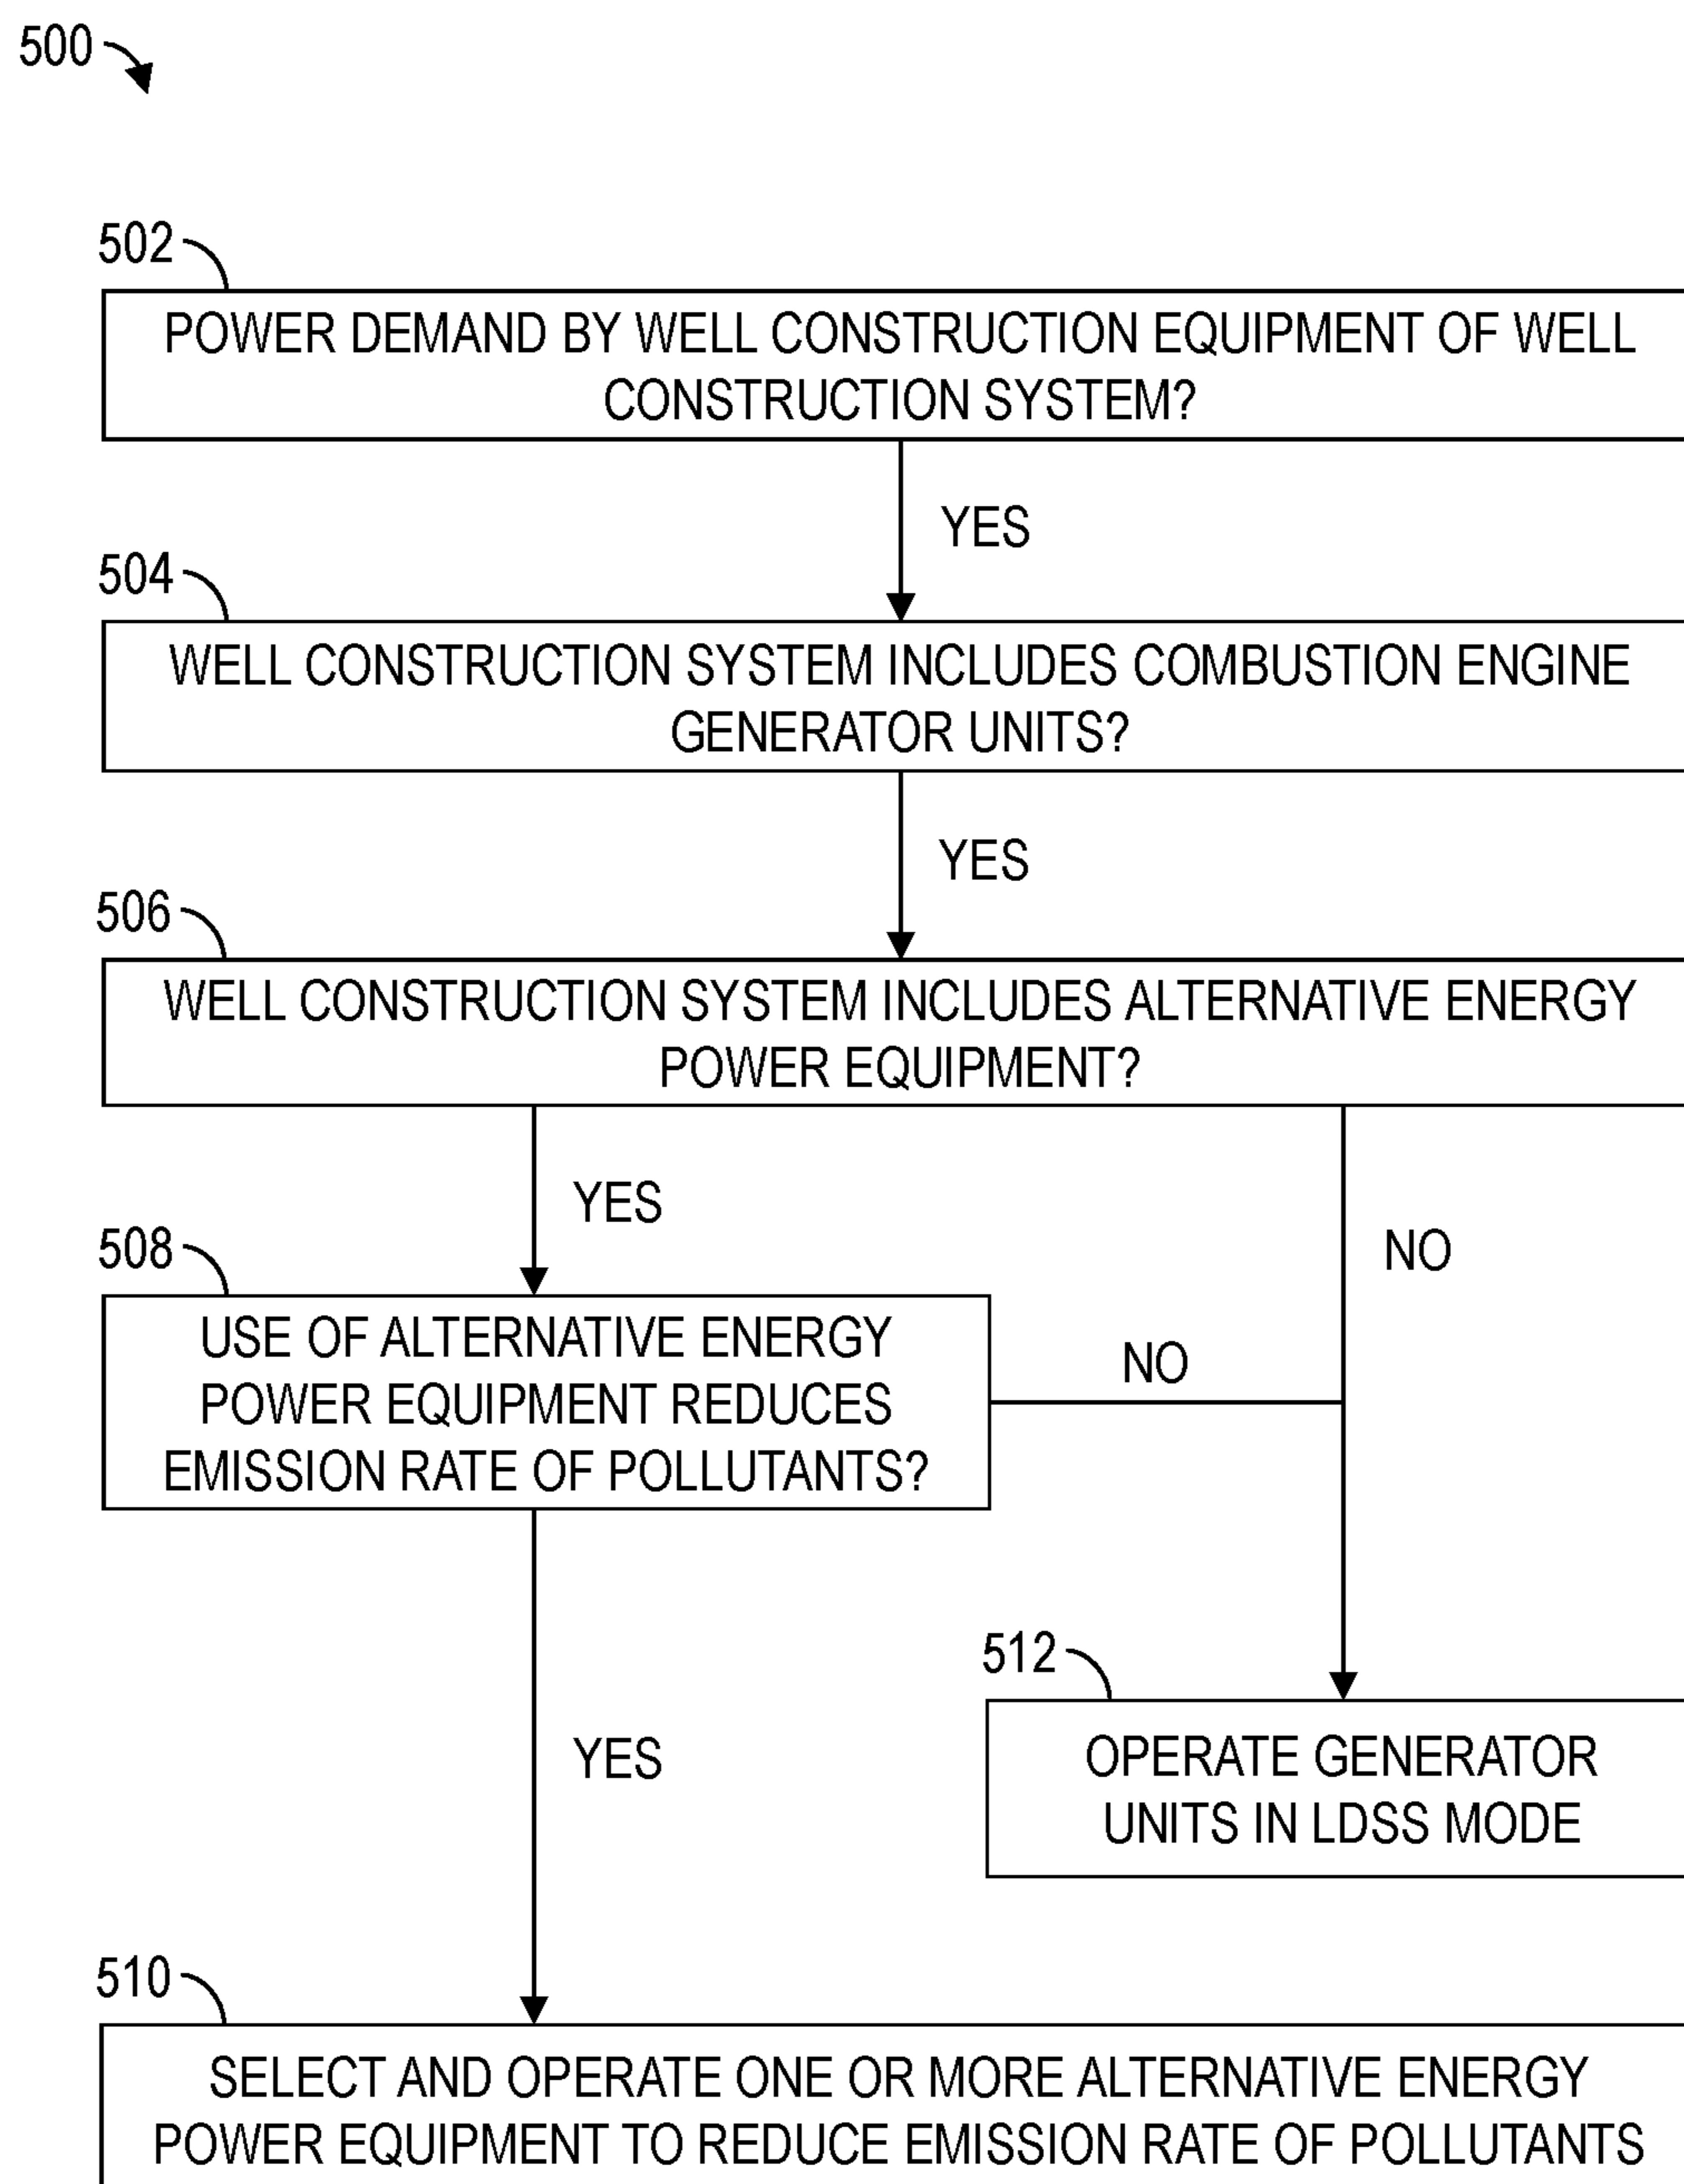 500
502
POWER DEMAND BY WELL CONSTRUCTION EQUIPMENT OF WELL
CONSTRUCTION SYSTEM?
YES
504
WELL CONSTRUCTION SYSTEM INCLUDES COMBUSTION ENGINE
GENERATOR UNITS?
YES
506
WELL CONSTRUCTION SYSTEM INCLUDES ALTERNATIVE ENERGY
POWER EQUIPMENT?
YES
NO
508
USE OF ALTERNATIVE ENERGY
POWER EQUIPMENT REDUCES
EMISSION RATE OF POLLUTANTS?
NO
YES
512
OPERATE GENERATOR
UNITS IN LDSS MODE
510
SELECT AND OPERATE ONE OR MORE ALTERNATIVE ENERGY
POWER EQUIPMENT TO REDUCE EMISSION RATE OF POLLUTANTS